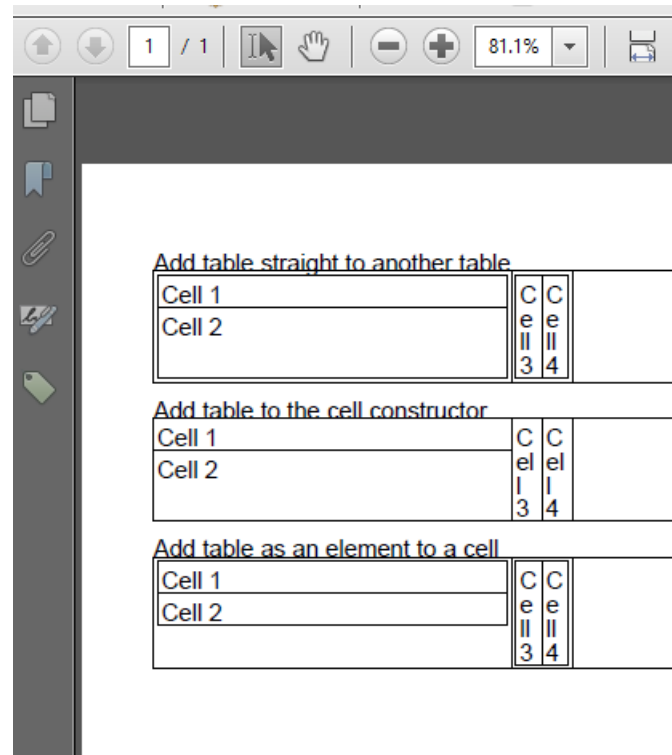 1 / 1 81.1%
Add table straight to another table
Cell 1
Cell 2
C C
e e
ll ll
3 4
Add table to the cell constructor
Cell 1
Cell 2
C C
el el
l l
3 4
Add table as an element to a cell
Cell 1
Cell 2
C C
e e
ll ll
3 4